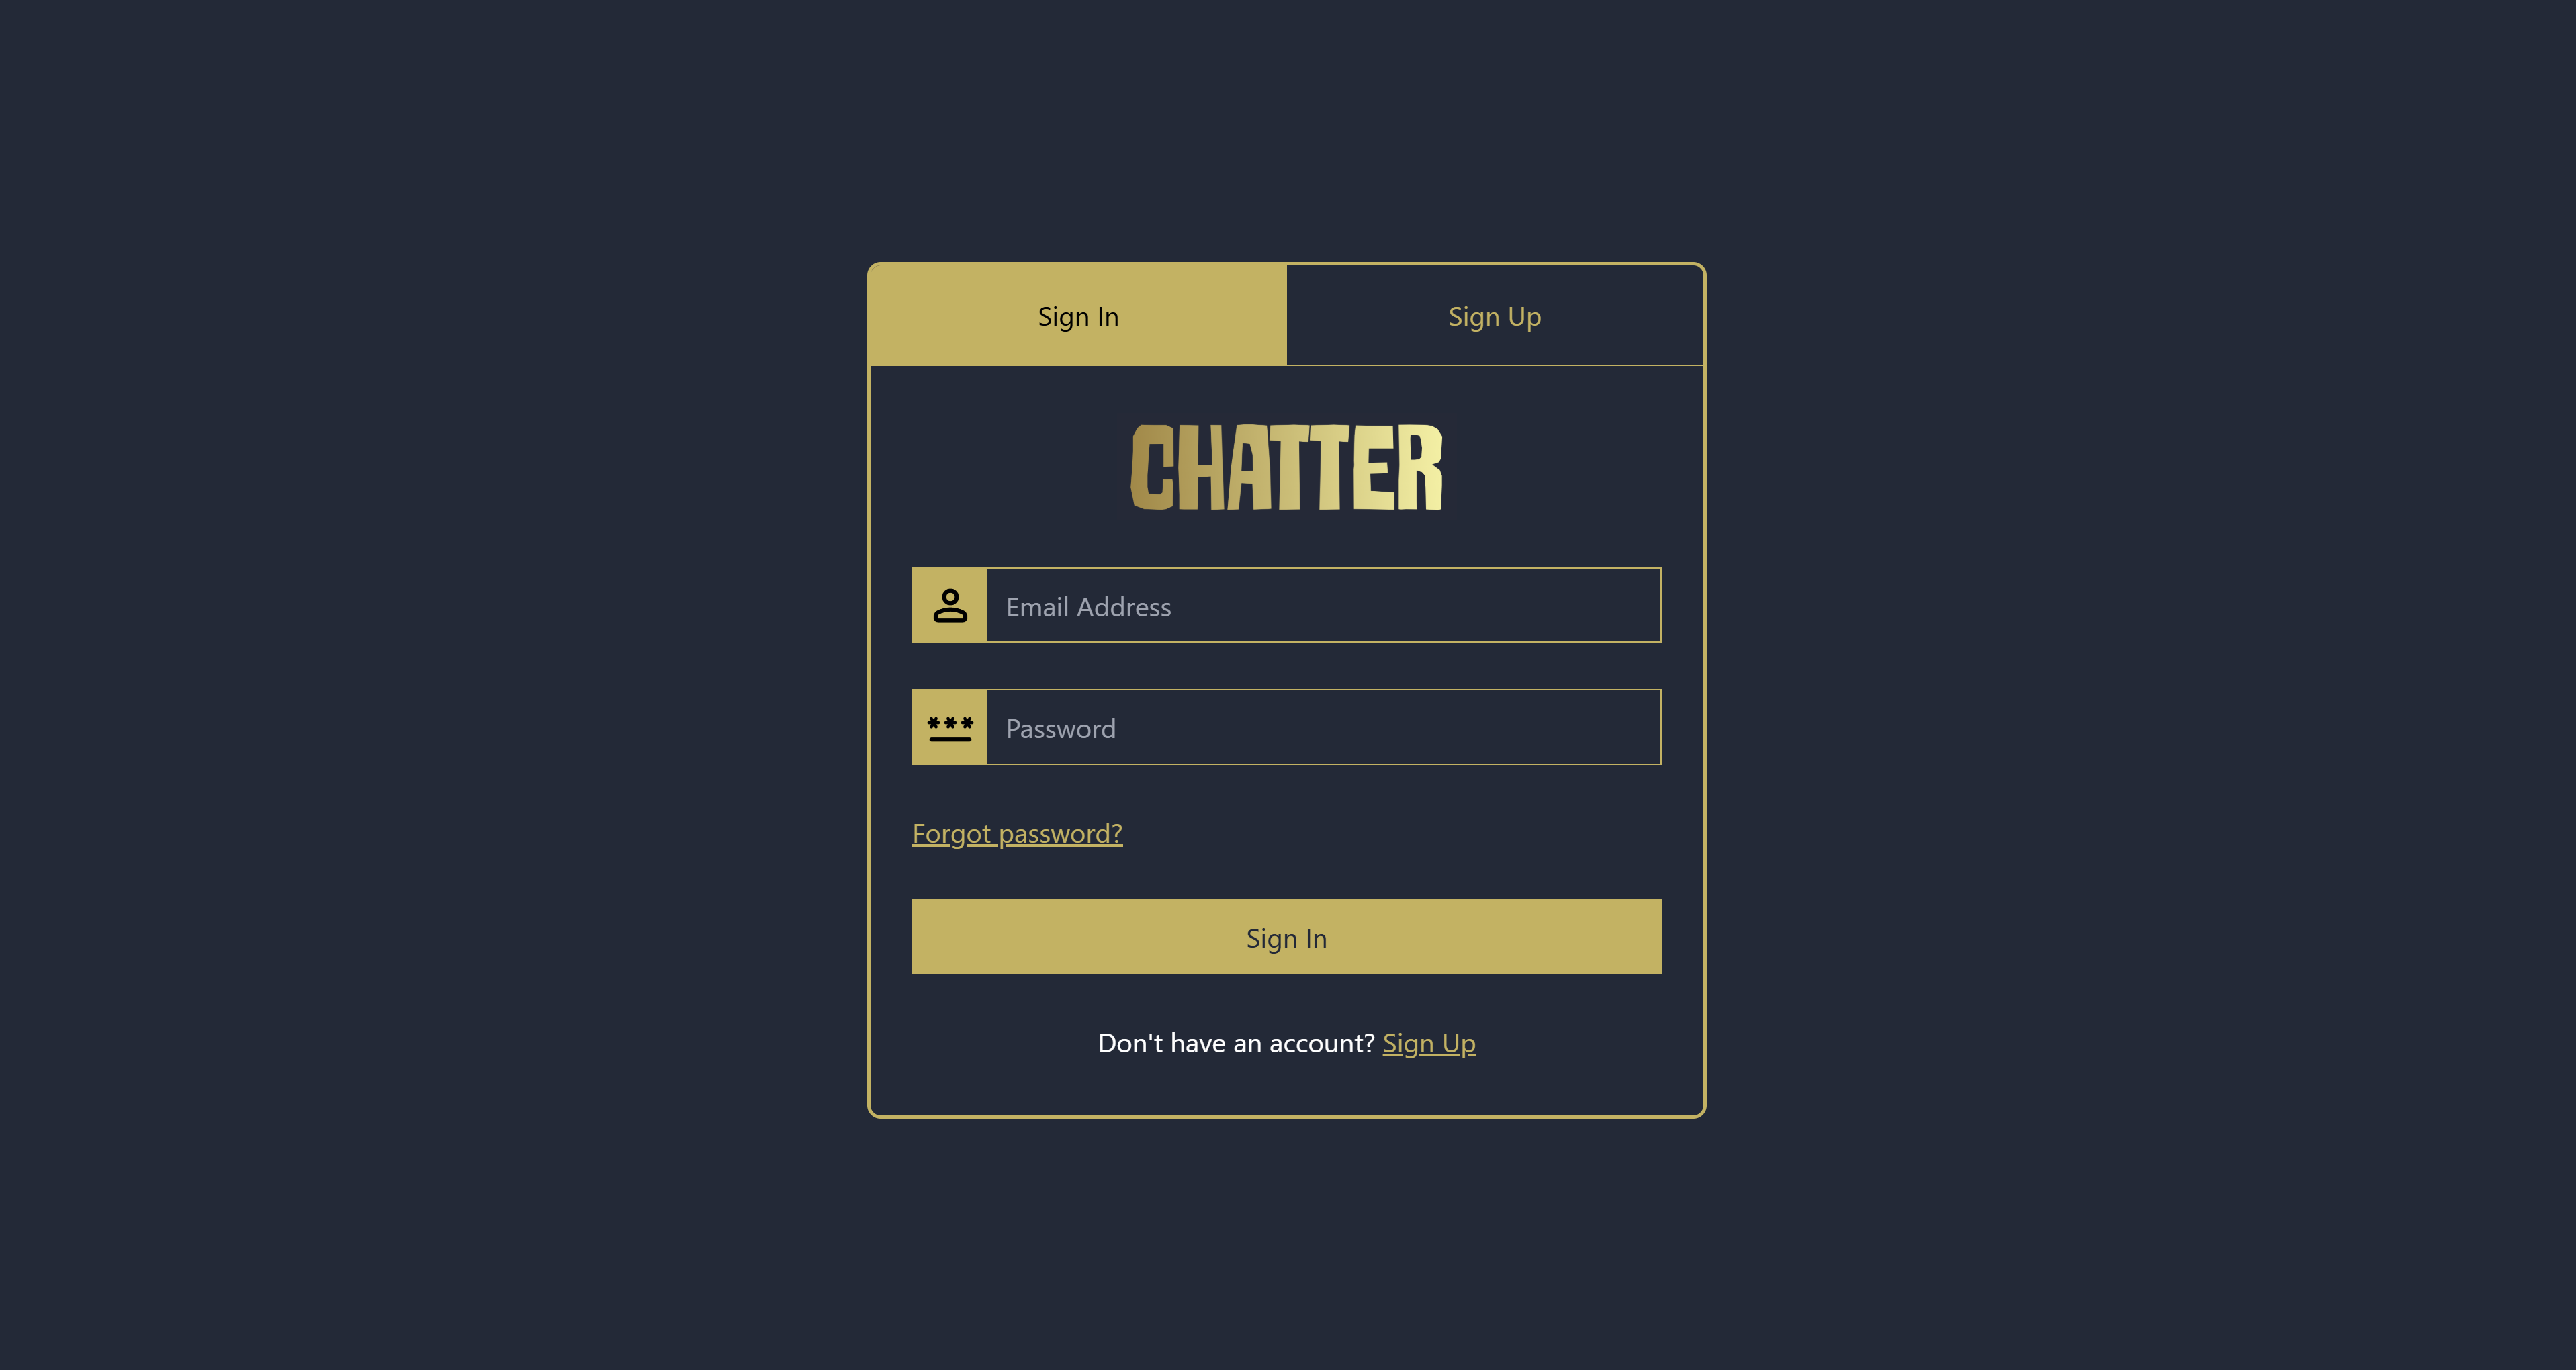 Sign In
Sign Up
CHATTER
Email Address
***
Password
Forgot password?
Sign In
Don't have an account? Sign Up